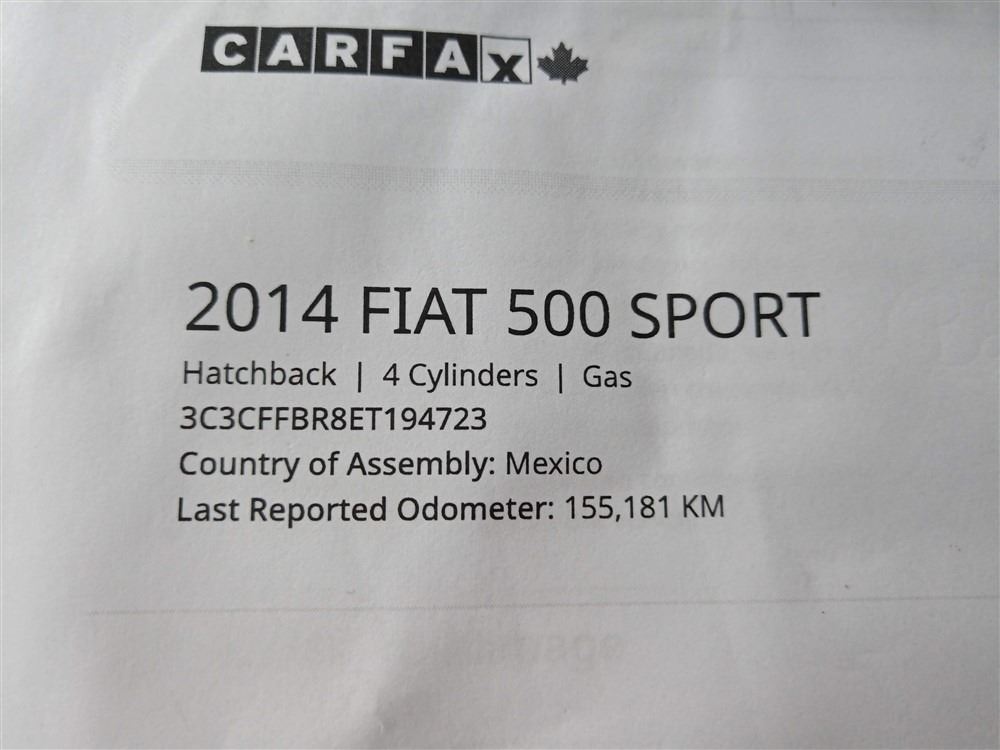 CARFAX
2014 FIAT 500 SPORT
Hatchback | 4 Cylinders | Gas
3C3CFFBR8ET194723
Country of Assembly: Mexico
Last Reported Odometer: 155,181 KM